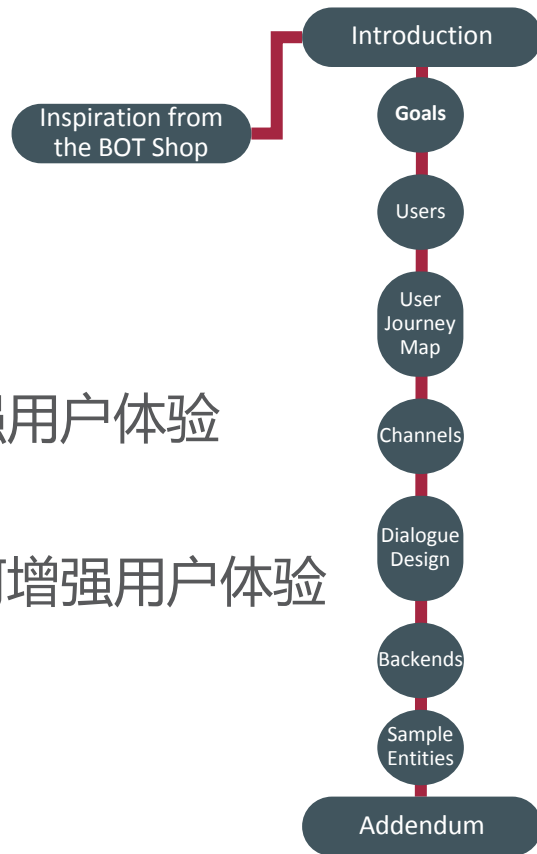 Introduction
Inspiration from
the BOT Shop
Goals
Users
User
Journey
Map
用户体验
Channels
Dialogue
Design
增强用户体验
Backends
Sample
Entities
Addendum